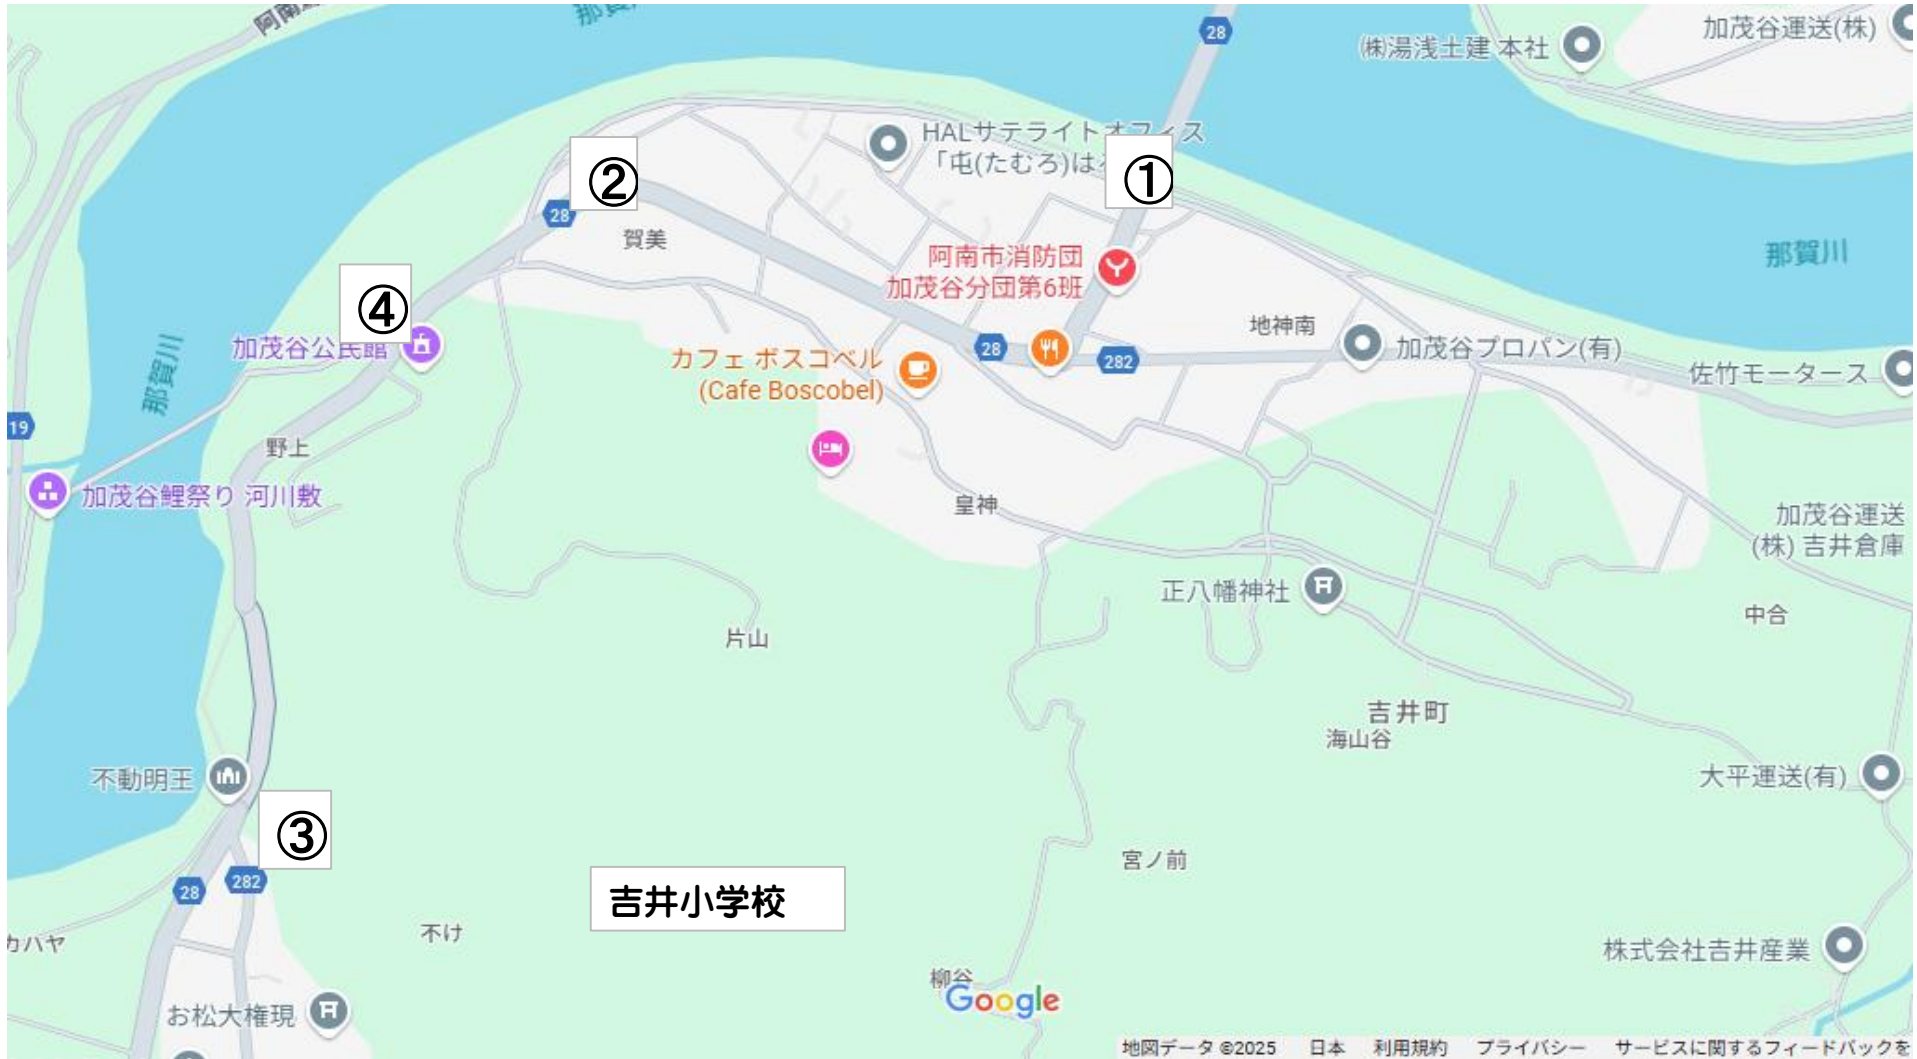 阿南
那賀川
28
㈱湯浅土建 本社
加茂谷運送(株)
HALサテライトオフィス
「屯(たむろ)は
①
②
28
賀美
阿南市消防団
加茂谷分団第6班
那賀川
④
加茂谷公民館
地神南
28
282
加茂谷プロパン(有)
カフェ ボスコベル
(Cafe Boscobel)
佐竹モータース
那賀川
19
野上
加茂谷鯉祭り 河川敷
皇神
加茂谷運送
(株) 吉井倉庫
正八幡神社
中合
片山
吉井町
海山谷
不動明王
大平運送(有)
③
28
282
吉井小学校
宮ノ前
カハヤ
不け
株式会社吉井産業
柳谷
Google
お松大権現
地図データ ©2025 日本 利用規約 プライバシー サービスに関するフィードバックを